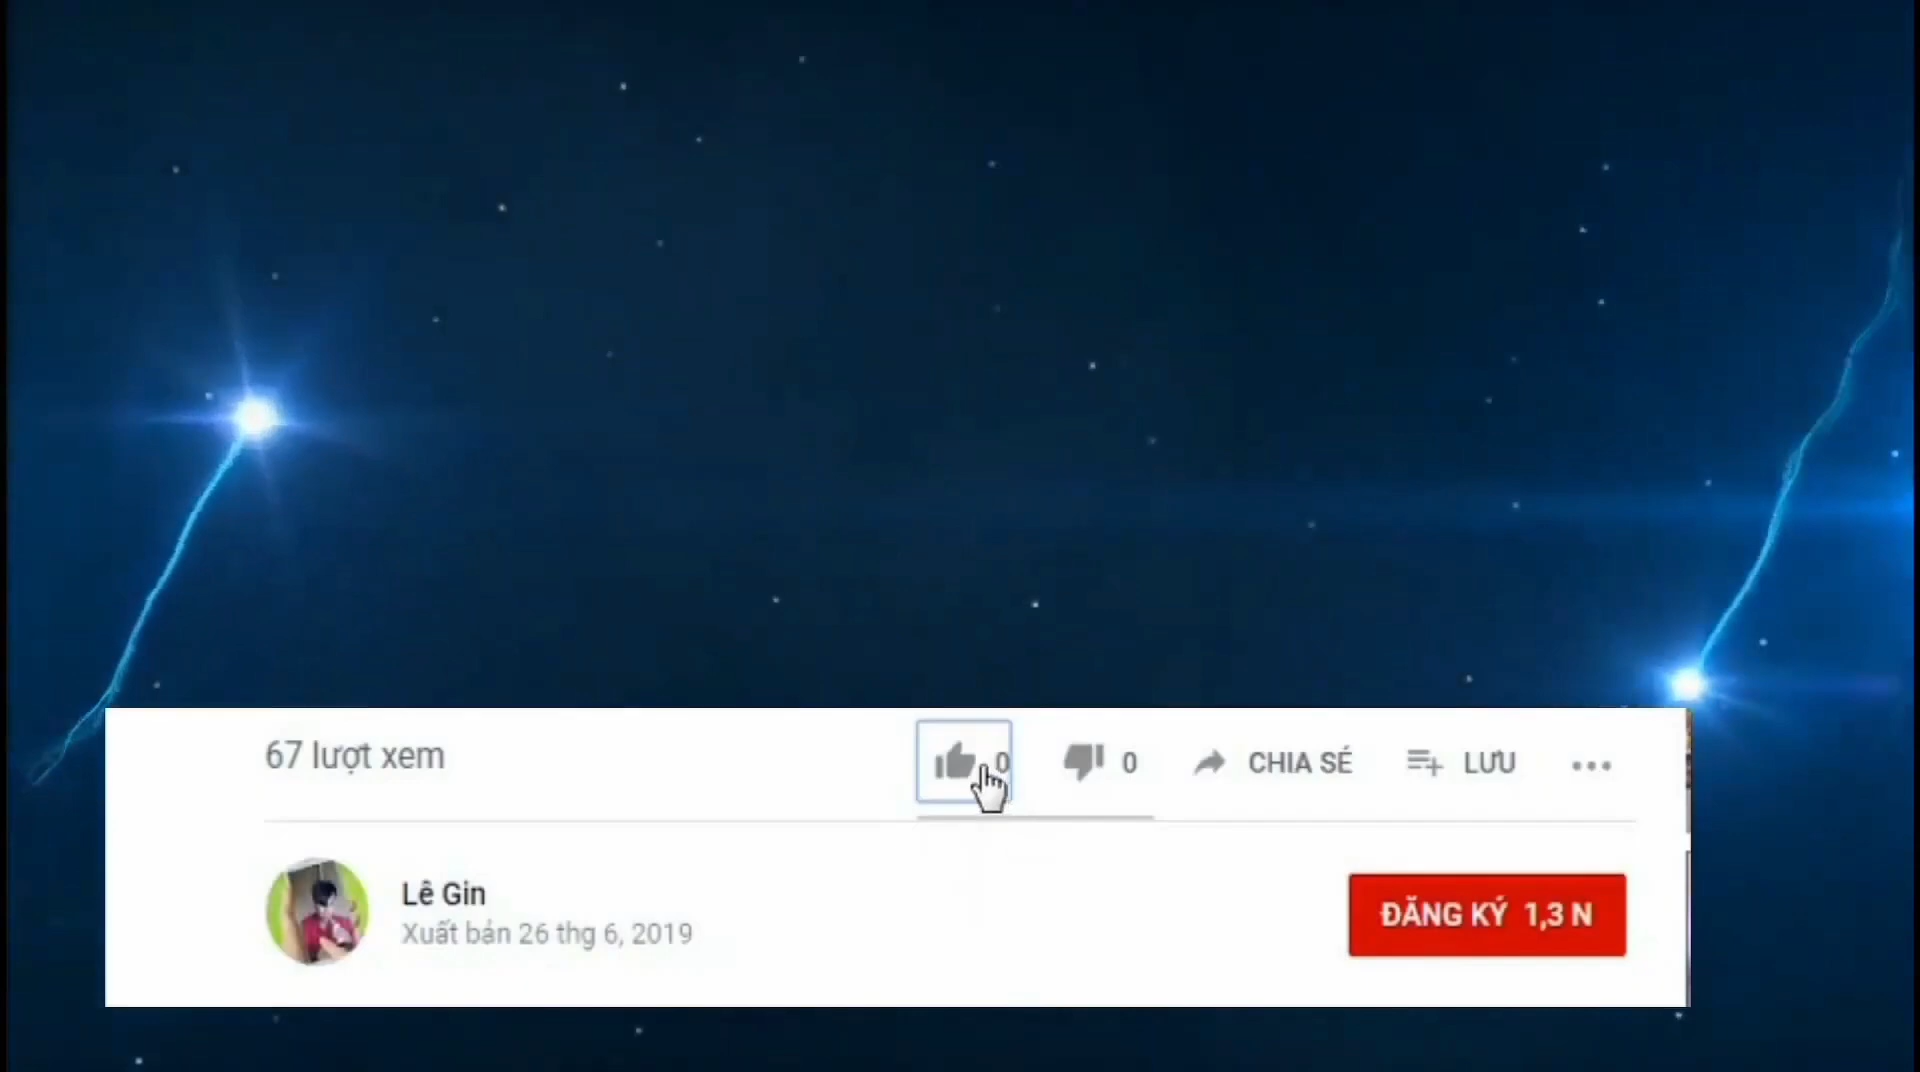 67 lượt xem
0
0
CHIA SẺ
LƯU
Lê Gin
Xuất bản 26 thg 6, 2019
ĐĂNG KÝ 1,3 N